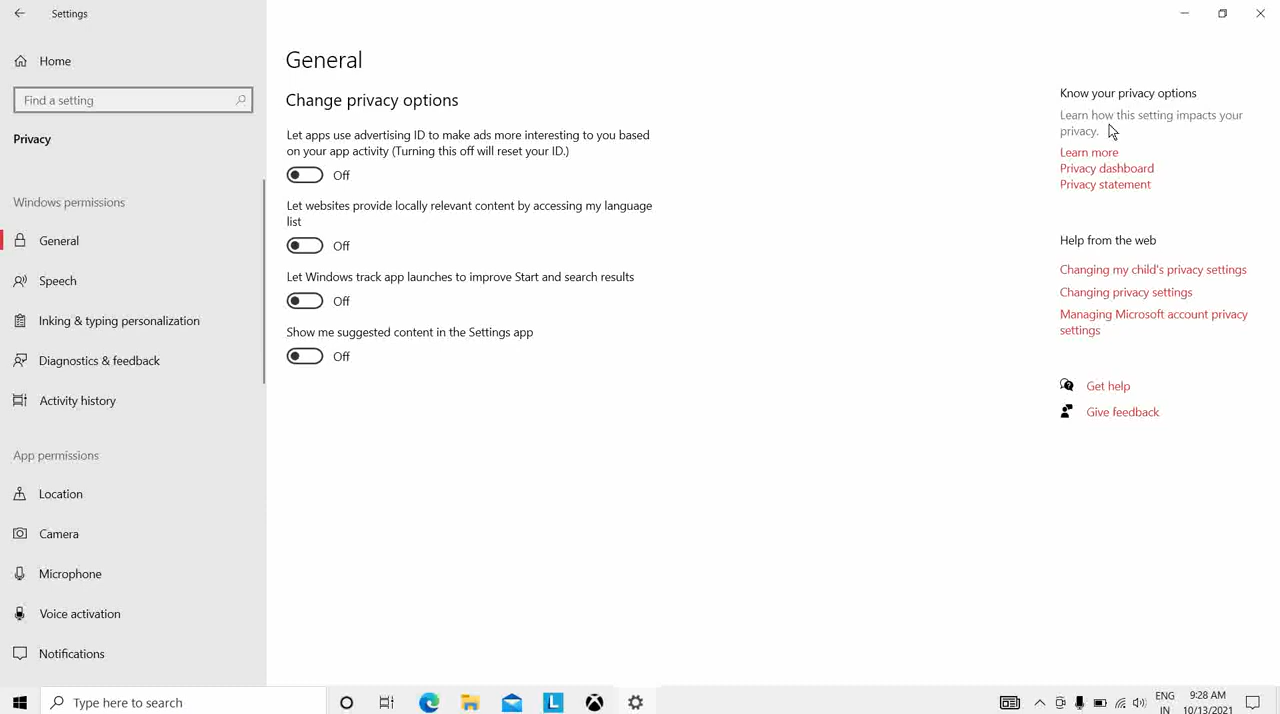 Settings
Home
Find a setting
Privacy
Windows permissions
General
Speech
Inking & typing personalization
Diagnostics & feedback
Activity history
App permissions
Location
Camera
Microphone
Voice activation
Notifications
General
Change privacy options
Let apps use advertising ID to make ads more interesting to you based
on your app activity (Turning this off will reset your ID.)
Off
Let websites provide locally relevant content by accessing my language
list
Off
Let Windows track app launches to improve Start and search results
Off
Show me suggested content in the Settings app
Off
Know your privacy options
Learn how this setting impacts your
privacy.
Learn more
Privacy dashboard
Privacy statement
Help from the web
Changing my child's privacy settings
Changing privacy settings
Managing Microsoft account privacy
settings
Get help
Give feedback
Type here to search
L
ENG
IN
9:28 AM
10/13/2021